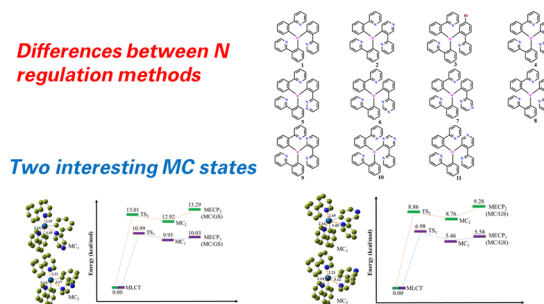 Differences between N
regulation methods
Br
1
2
3
4
5
6
7
8
9
10
11
Two interesting MC states
Energy (kcal/mol)
13.01
TS2
12.92
MC2
13.29
MECP2
(MC/GS)
10.99
TS1
9.95
MC1
10.03
MECP1
(MC/GS)
0.00
MLCT
MC1
MC2
Energy (kcal/mol)
8.86
TS2
8.76
MC2
9.28
MECP2
(MC/GS)
6.98
TS1
5.46
MC1
5.58
MECP1
(MC/GS)
0.00
MLCT
MC1
MC2